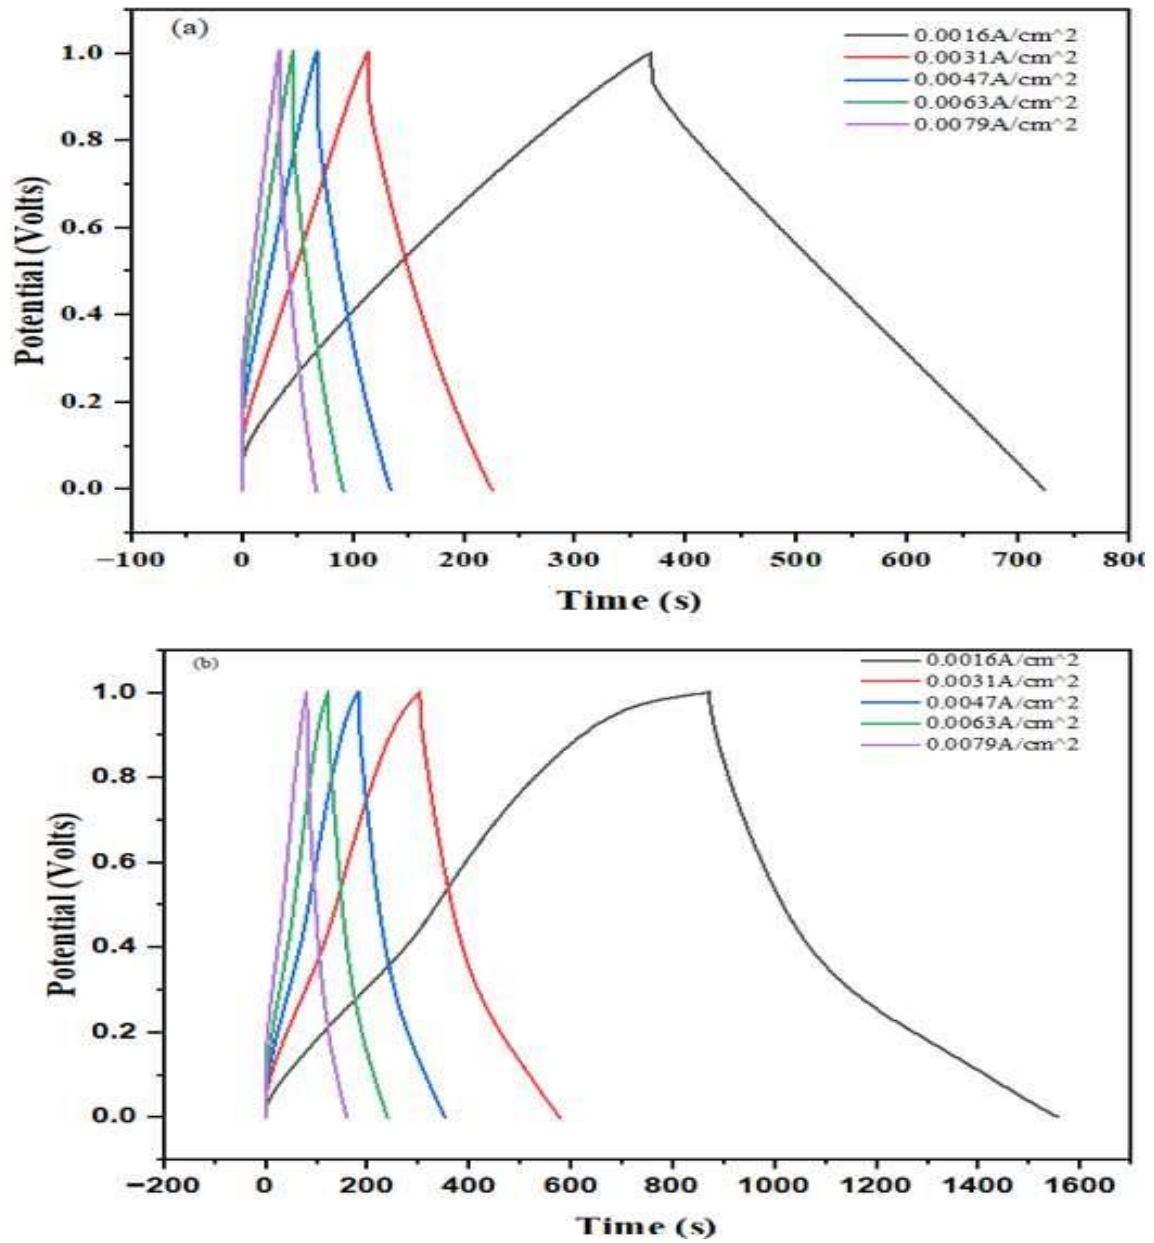 (a)
0.0016A/cm^2
0.0031A/cm^2
0.0047A/cm^2
0.0063A/cm^2
0.0079A/cm^2
1.0
0.8
0.6
0.4
0.2
0.0
Potential (Volts)
−100 0 100 200 300 400 500 600 700 800
Time (s)
(b)
0.0016A/cm^2
0.0031A/cm^2
0.0047A/cm^2
0.0063A/cm^2
0.0079A/cm^2
1.0
0.8
0.6
0.4
0.2
0.0
Potential (Volts)
−200 0 200 400 600 800 1000 1200 1400 1600
Time (s)